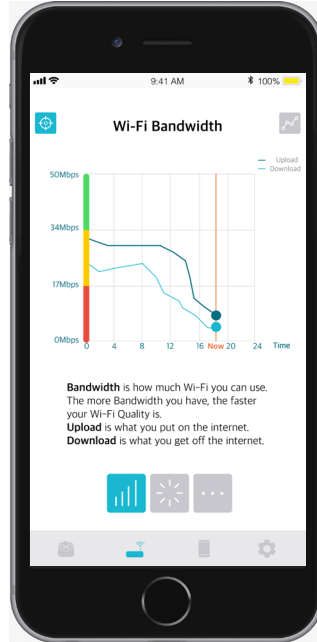 9:41 AM
100%
Wi-Fi Bandwidth
Upload
Download
50Mbps
34Mbps
17Mbps
0Mbps
0 4 8 12 16 Now 20 24 Time
Bandwidth is how much Wi-Fi you can use.
The more Bandwidth you have, the faster
your Wi-Fi Quality is.
Upload is what you put on the internet.
Download is what you get off the internet.